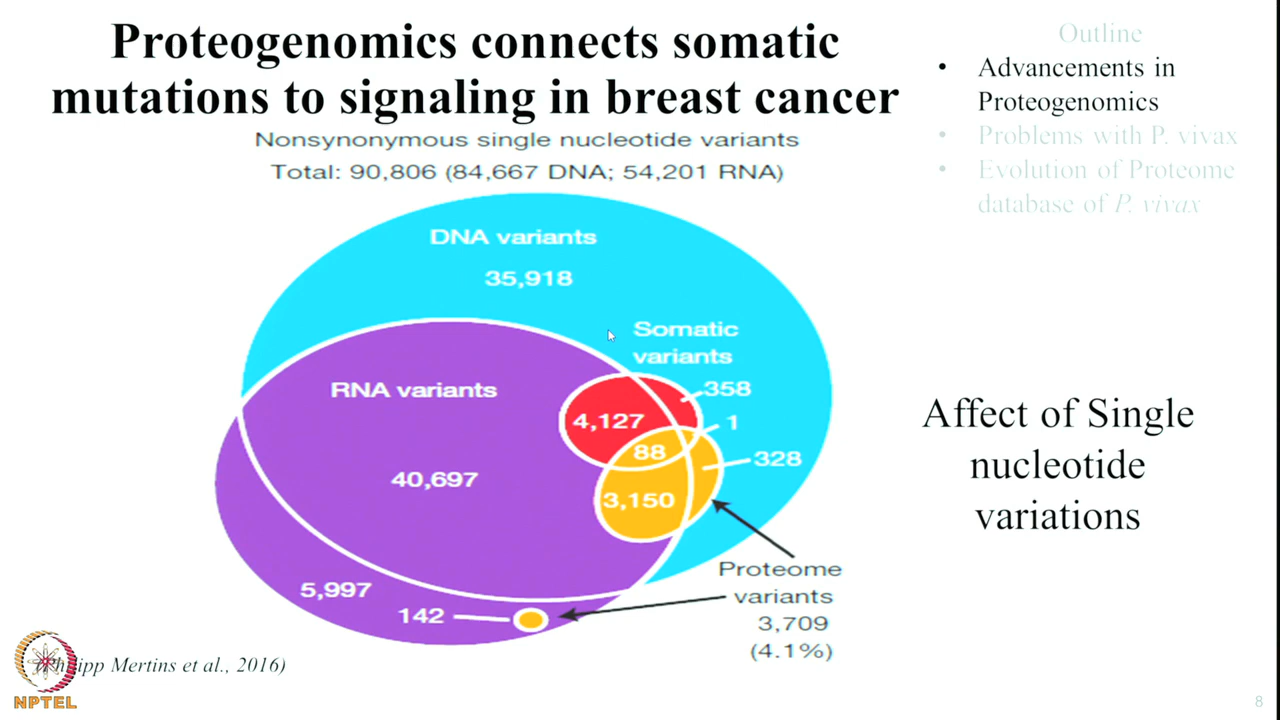 Proteogenomics connects somatic
mutations to signaling in breast cancer
Outline
• Advancements in
Proteogenomics
• Problems with P. vivax
• Evolution of Proteome
database of P. vivax
Nonsynonymous single nucleotide variants
Total: 90,806 (84,667 DNA; 54,201 RNA)
DNA variants
35,918
Somatic
variants
358
RNA variants
4,127
1
88
328
40,697
3,150
Affect of Single
nucleotide
variations
Proteome
variants
3,709
(4.1%)
5,997
142
Mertins et al., 2016)
NPTEL
8